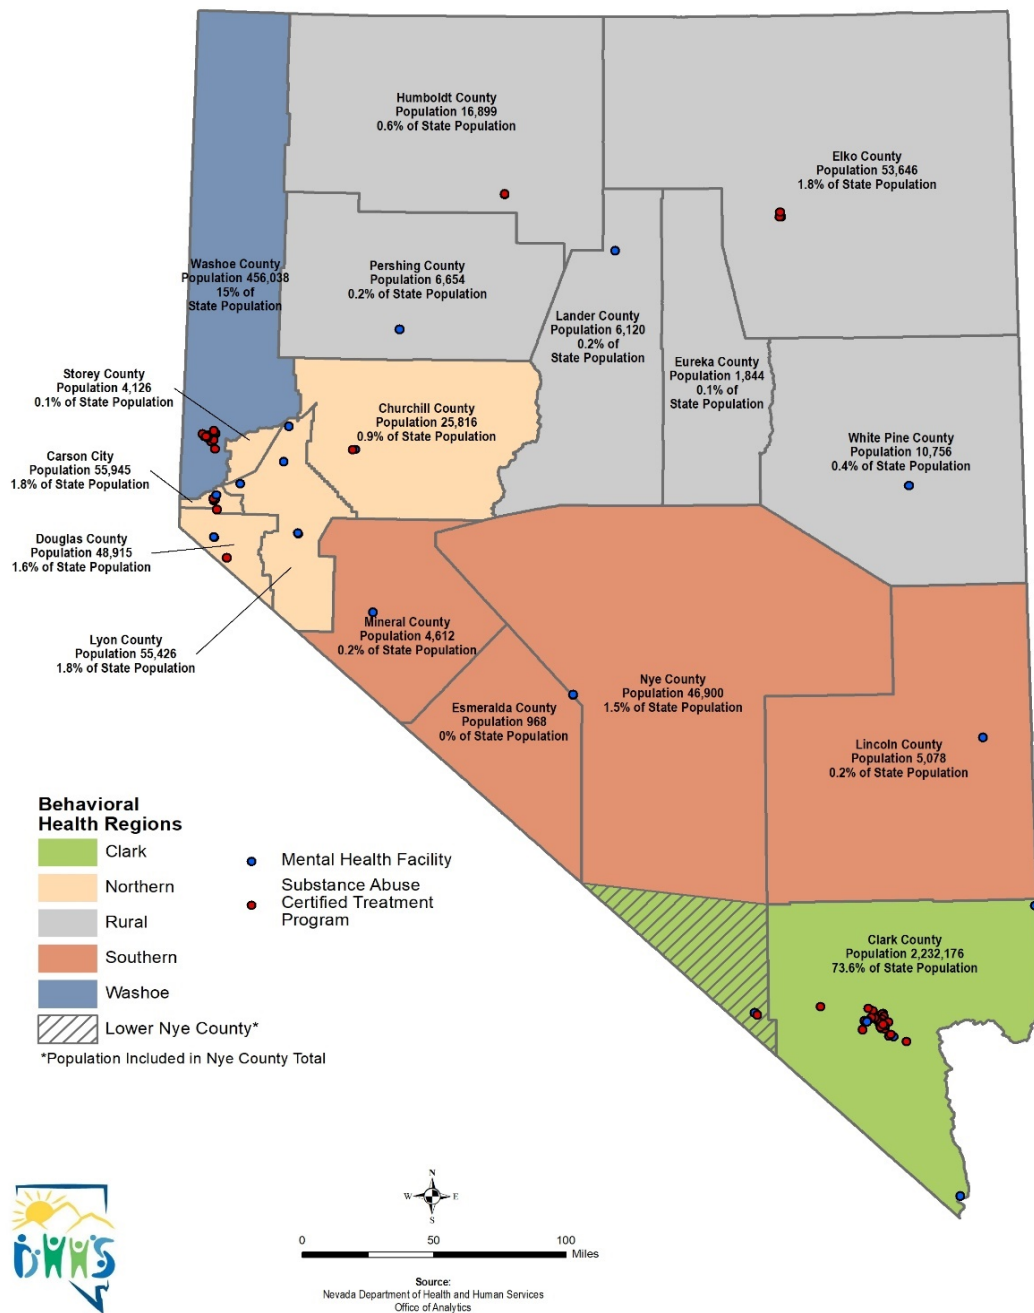 Humboldt County
Population 16,899
0.6% of State Population
Elko County
Population 53,646
1.8% of State Population
Washoe County
Population 456,038
15% of
State Population
Pershing County
Population 6,654
0.2% of State Population
Lander County
Population 6,120
0.2% of
State Population
Eureka County
Population 1,844
0.1% of
State Population
Storey County
Population 4,126
0.1% of State Population
Churchill County
Population 25,816
0.9% of State Population
White Pine County
Population 10,756
0.4% of State Population
Carson City
Population 55,945
1.8% of State Population
Douglas County
Population 48,915
1.6% of State Population
Lyon County
Population 55,426
1.8% of State Population
Mineral County
Population 4,612
0.2% of State Population
Esmeralda County
Population 968
0% of State Population
Nye County
Population 46,900
1.5% of State Population
Lincoln County
Population 5,078
0.2% of State Population
Clark County
Population 2,232,176
73.6% of State Population
Behavioral
Health Regions
Clark
Northern
Rural
Southern
Washoe
Lower Nye County*
*Population Included in Nye County Total
Mental Health Facility
Substance Abuse
Certified Treatment
Program
DHHS
N
W
E
S
0
50
100
Miles
Source:
Nevada Department of Health and Human Services
Office of Analytics